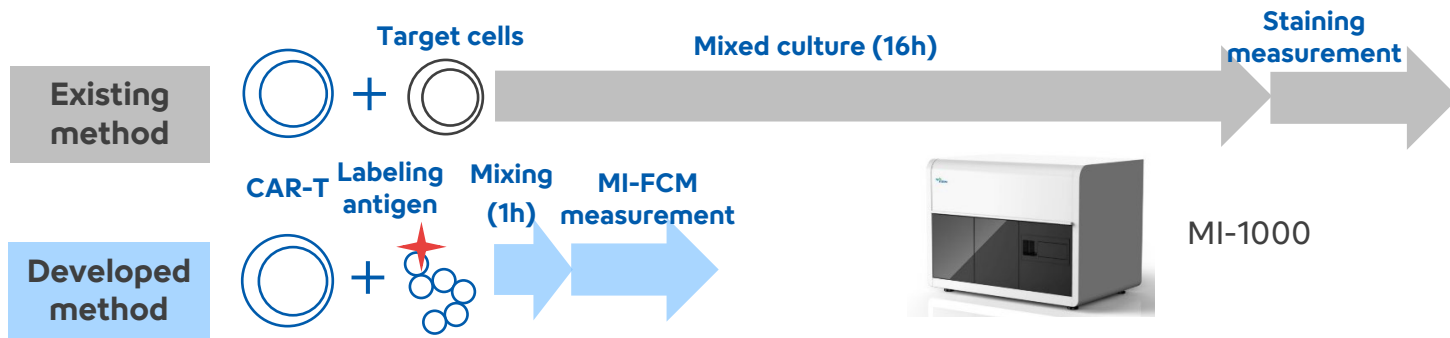 Target cells
Mixed culture (16h)
Staining
measurement
Existing
method
+
CAR-T
Labeling
antigen
Mixing
(1h)
MI-FCM
measurement
MI-1000
Developed
method
+